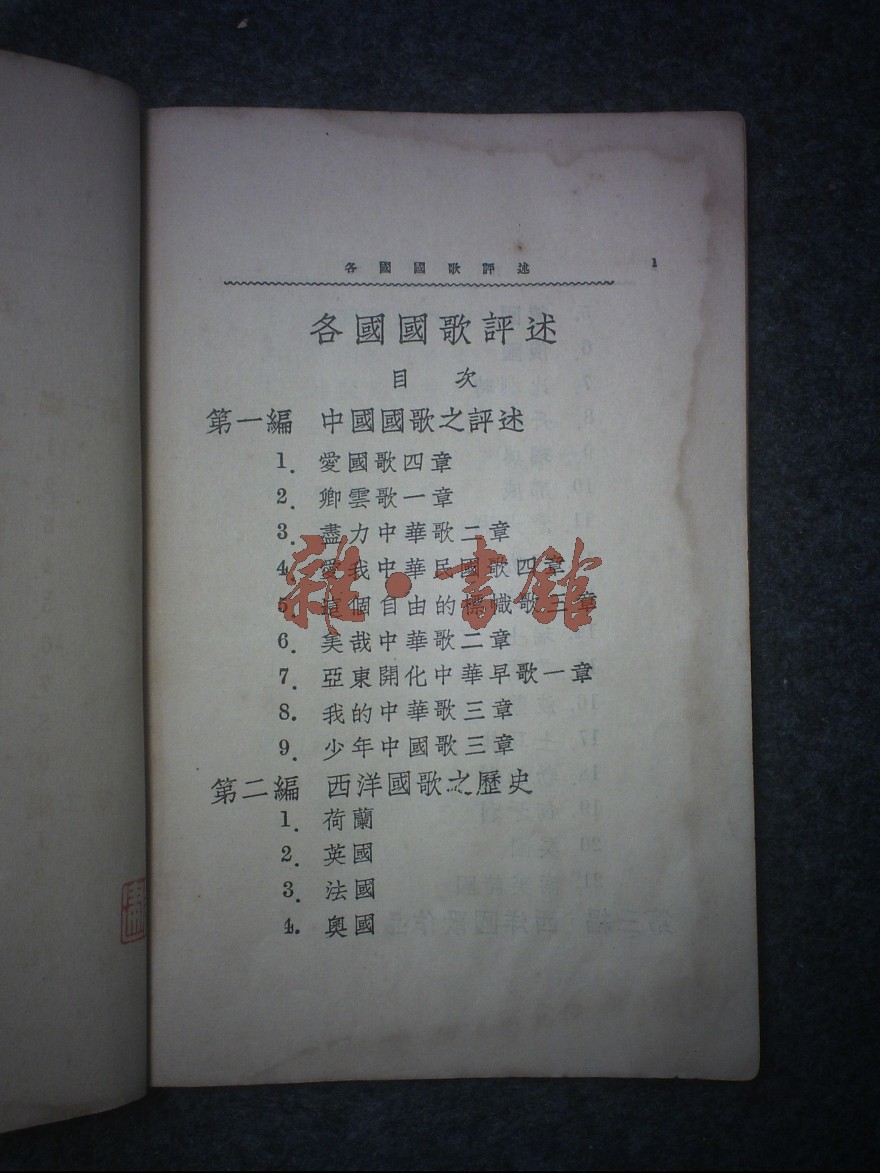 各國國歌評述 1
各國國歌評述
目次
第一編 中國國歌之評述
1. 愛國歌四章
2. 卿雲歌一章
3. 盡力中華歌二章
4. 愛我中華民國歌四章
5. 這個自由的標幟歌三章
6. 美哉中華歌二章
7. 亞東開化中華早歌一章
8. 我的中華歌三章
9. 少年中國歌三章
第二編 西洋國歌之歷史
1. 荷蘭
2. 英國
3. 法國
4. 奧國
雜·書館